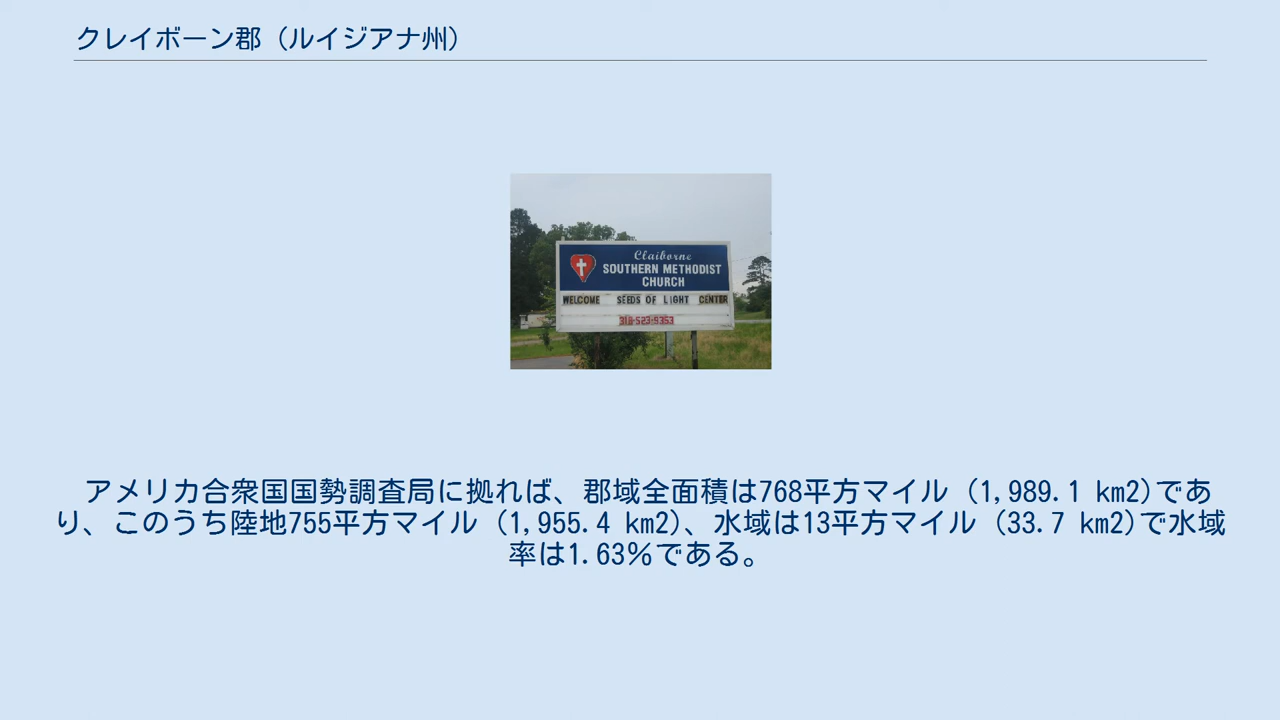 クレイボーン郡（ルイジアナ州）
Claiborne
SOUTHERN METHODIST
CHURCH
WELCOME SEEDS OF LIGHT CENTER
318-523-9353
アメリカ合衆国国勢調査局に拠れば、郡域全面積は768平方マイル (1,989.1 km2)であ
り、このうち陸地755平方マイル (1,955.4 km2)、水域は13平方マイル (33.7 km2)で水域
率は1.63%である。